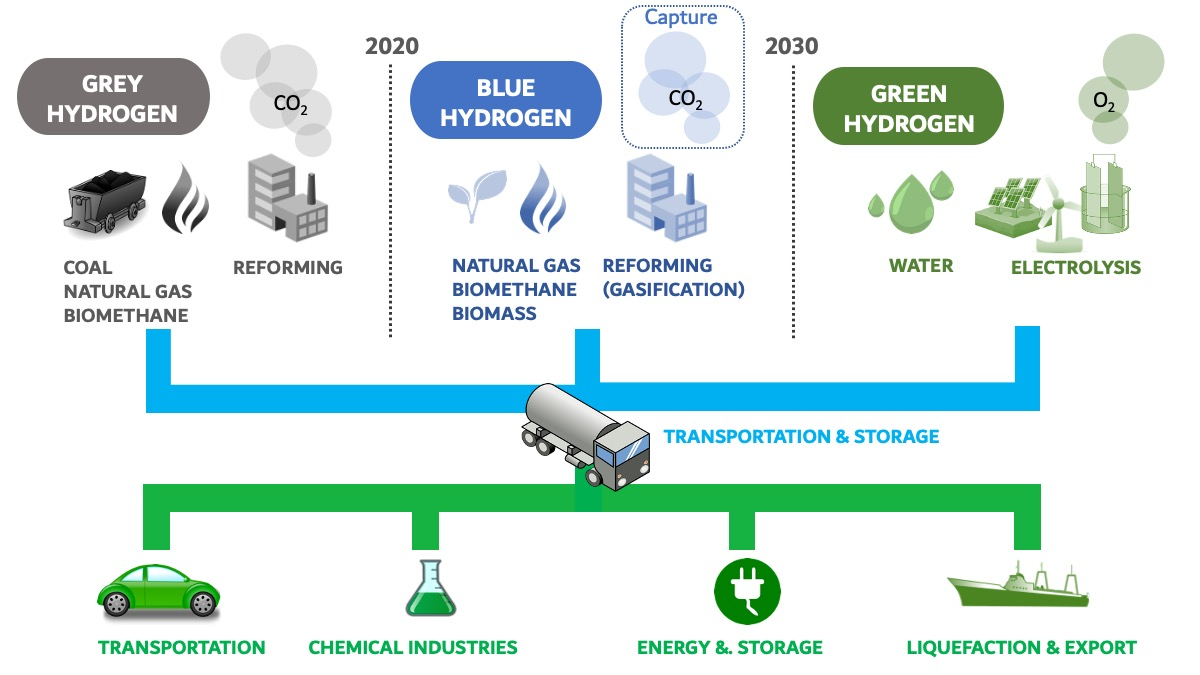 2020
2030
GREY
HYDROGEN
CO2
COAL
NATURAL GAS
BIOMETHANE
REFORMING
BLUE
HYDROGEN
Capture
CO2
NATURAL GAS
BIOMETHANE
BIOMASS
REFORMING
(GASIFICATION)
GREEN
HYDROGEN
O2
WATER
ELECTROLYSIS
TRANSPORTATION & STORAGE
TRANSPORTATION
CHEMICAL INDUSTRIES
ENERGY &. STORAGE
LIQUEFACTION & EXPORT